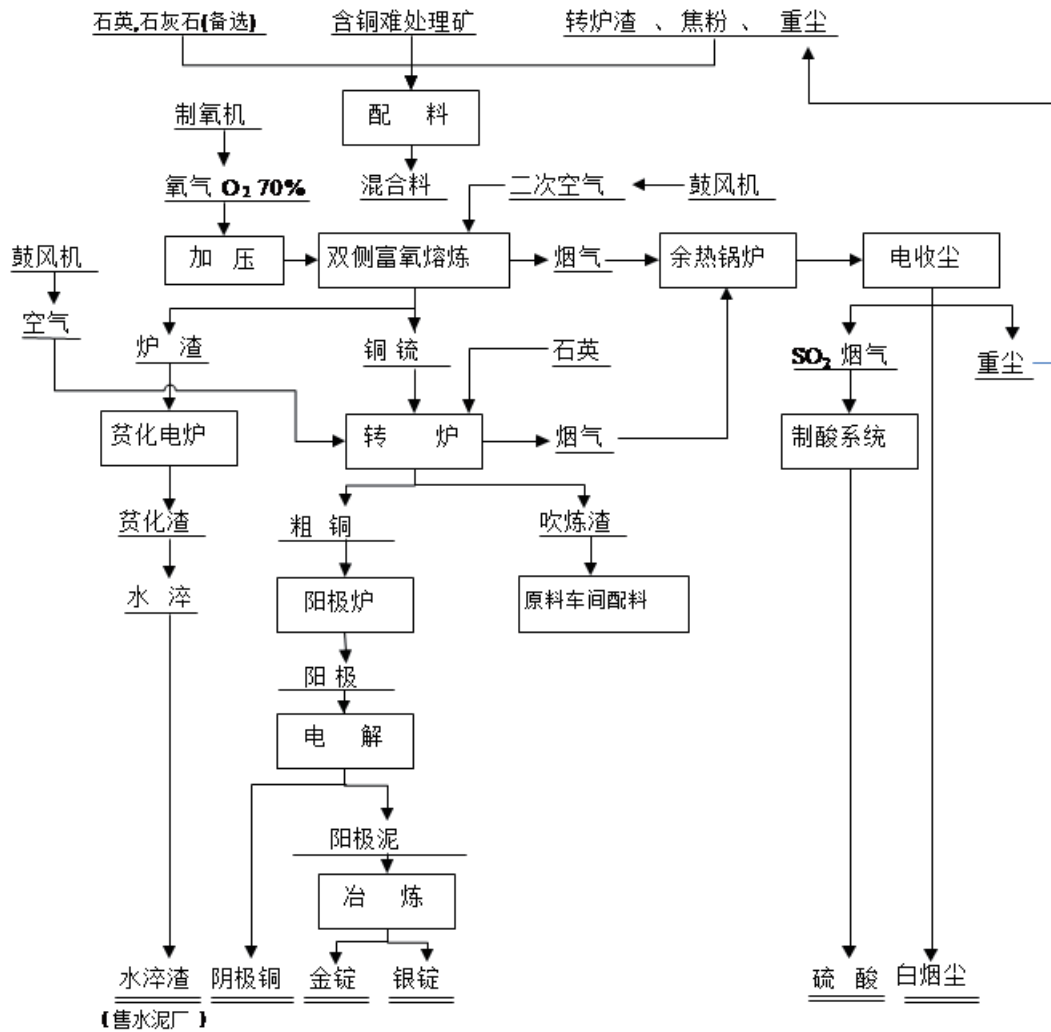 石英,石灰石(备选) 含铜难处理矿 转炉渣 、 焦粉 、 重尘
制氧机 配 料
氧气 O₂ 70% 混合料 二次空气 鼓风机
鼓风机 加 压 双侧富氧熔炼 烟气 余热锅炉 电收尘
空气 炉 渣 铜锍 石英 SO₂ 烟气 重尘
贫化电炉 转 炉 烟气 制酸系统
贫化渣 粗 铜 吹炼渣
水 淬 阳极炉 原料车间配料
阳 极
电 解
阳极泥
冶 炼
水淬渣 阴极铜 金锭 银锭 硫 酸 白烟尘
(售水泥厂)